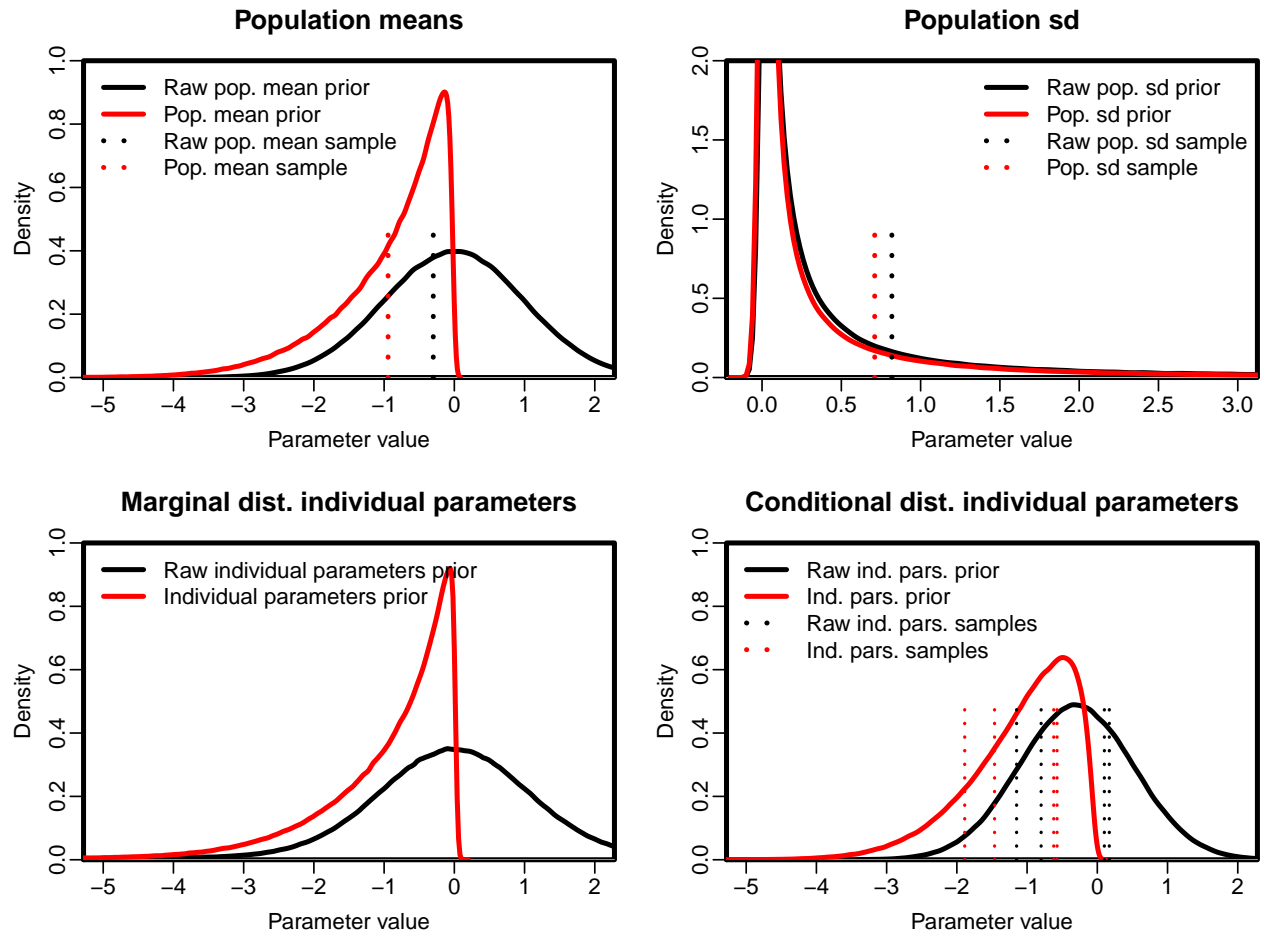 Population means
1.0
0.8
0.6
0.4
0.2
0.0
Density
Raw pop. mean prior
Pop. mean prior
Raw pop. mean sample
Pop. mean sample
−5 −4 −3 −2 −1 0 1 2
Parameter value
Population sd
2.0
1.5
1.0
0.5
0.0
Density
Raw pop. sd prior
Pop. sd prior
Raw pop. sd sample
Pop. sd sample
0.0 0.5 1.0 1.5 2.0 2.5 3.0
Parameter value
Marginal dist. individual parameters
1.0
0.8
0.6
0.4
0.2
0.0
Density
Raw individual parameters prior
Individual parameters prior
−5 −4 −3 −2 −1 0 1 2
Parameter value
Conditional dist. individual parameters
1.0
0.8
0.6
0.4
0.2
0.0
Density
Raw ind. pars. prior
Ind. pars. prior
Raw ind. pars. samples
Ind. pars. samples
−5 −4 −3 −2 −1 0 1 2
Parameter value